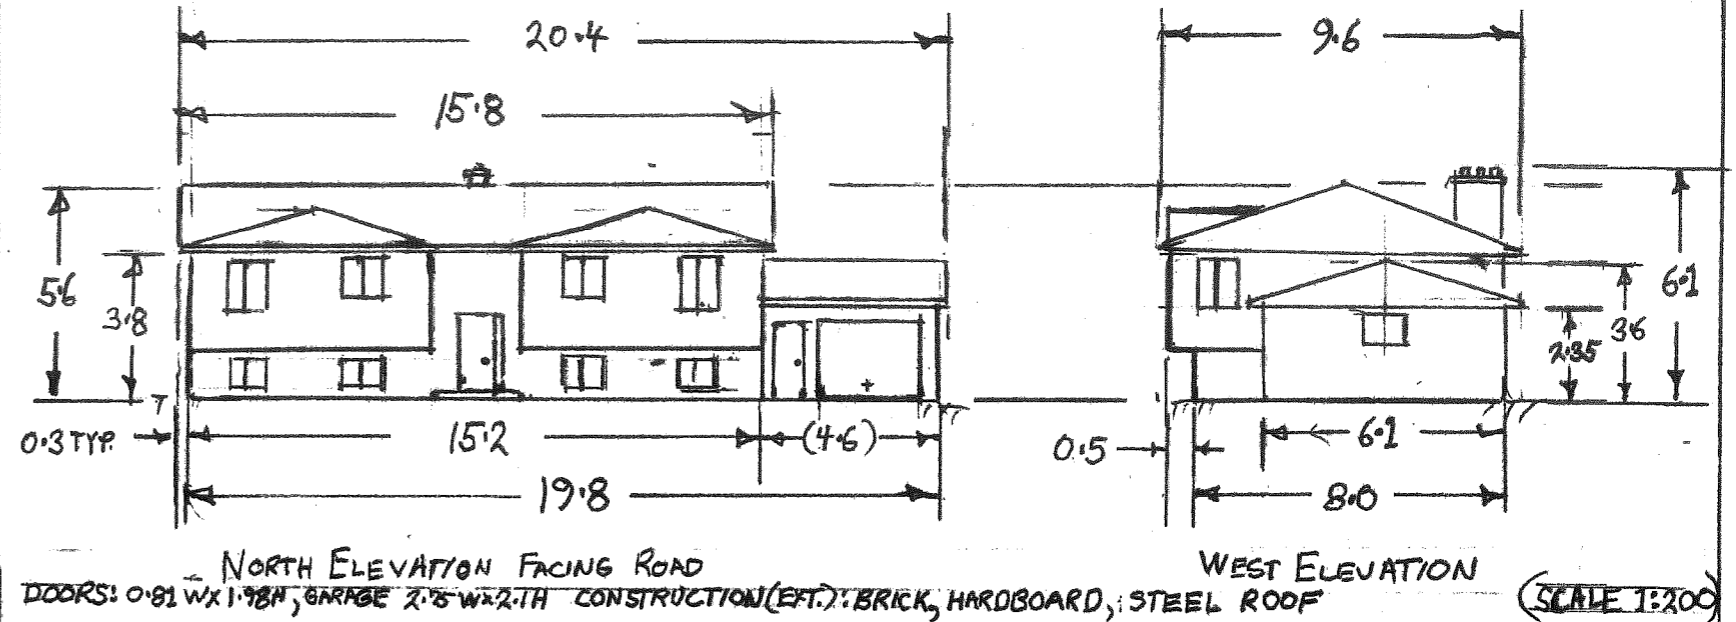 20.4
9.6
15.8
5.6
3.8
6.1
3.6
2.35
0.3 TYP.
15.2
(4.6)
0.5
6.1
19.8
8.0
NORTH ELEVATION FACING ROAD
WEST ELEVATION
DOORS: 0.81 W X 1.98H, GARAGE W X 2.1H CONSTRUCTION (EFT.): BRICK, HARDBOARD, STEEL ROOF
(SCALE 1:200)